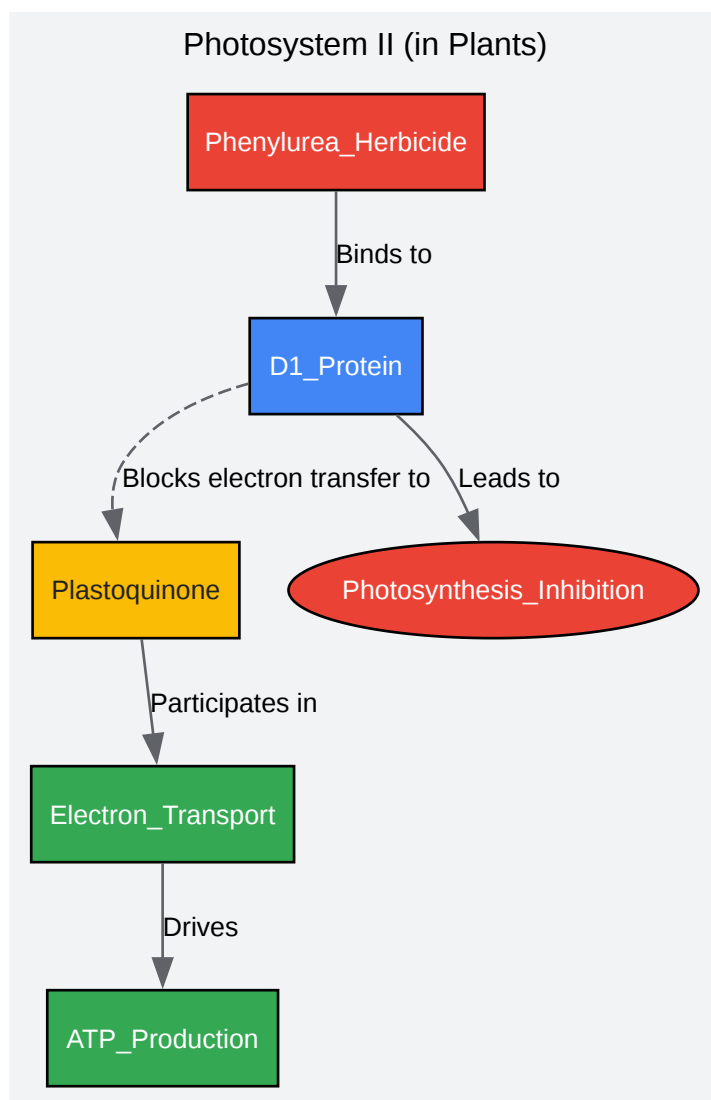 Photosystem II (in Plants)
Phenylurea_Herbicide
Binds to
D1_Protein
Blocks electron transfer to
Leads to
Plastoquinone
Photosynthesis_Inhibition
Participates in
Electron_Transport
Drives
ATP_Production